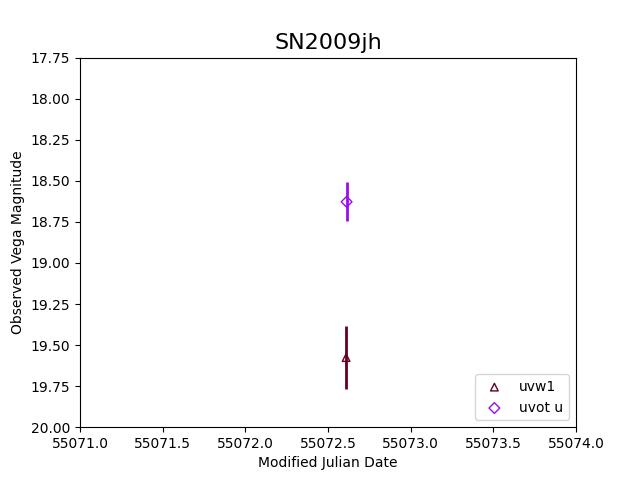 SN2009jh
Observed Vega Magnitude
17.75
18.00
18.25
18.50
18.75
19.00
19.25
19.50
19.75
20.00
uvw1
uvot u
55071.0 55071.5 55072.0 55072.5 55073.0 55073.5 55074.0
Modified Julian Date